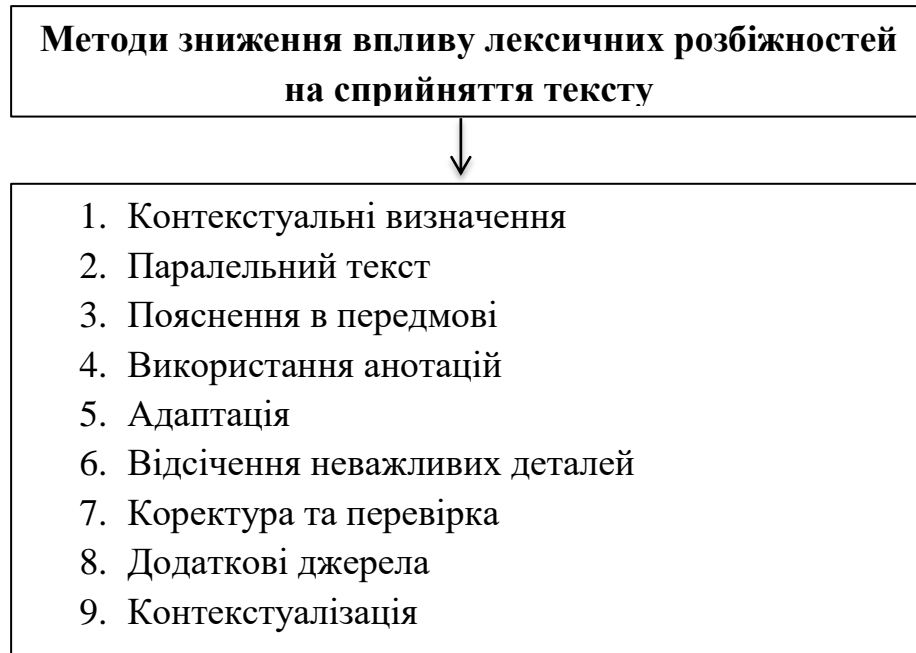 Методи зниження впливу лексичних розбіжностей
на сприйняття тексту
1. Контекстуальні визначення
2. Паралельний текст
3. Пояснення в передмові
4. Використання анотацій
5. Адаптація
6. Відсічення неважливих деталей
7. Коректура та перевірка
8. Додаткові джерела
9. Контекстуалізація